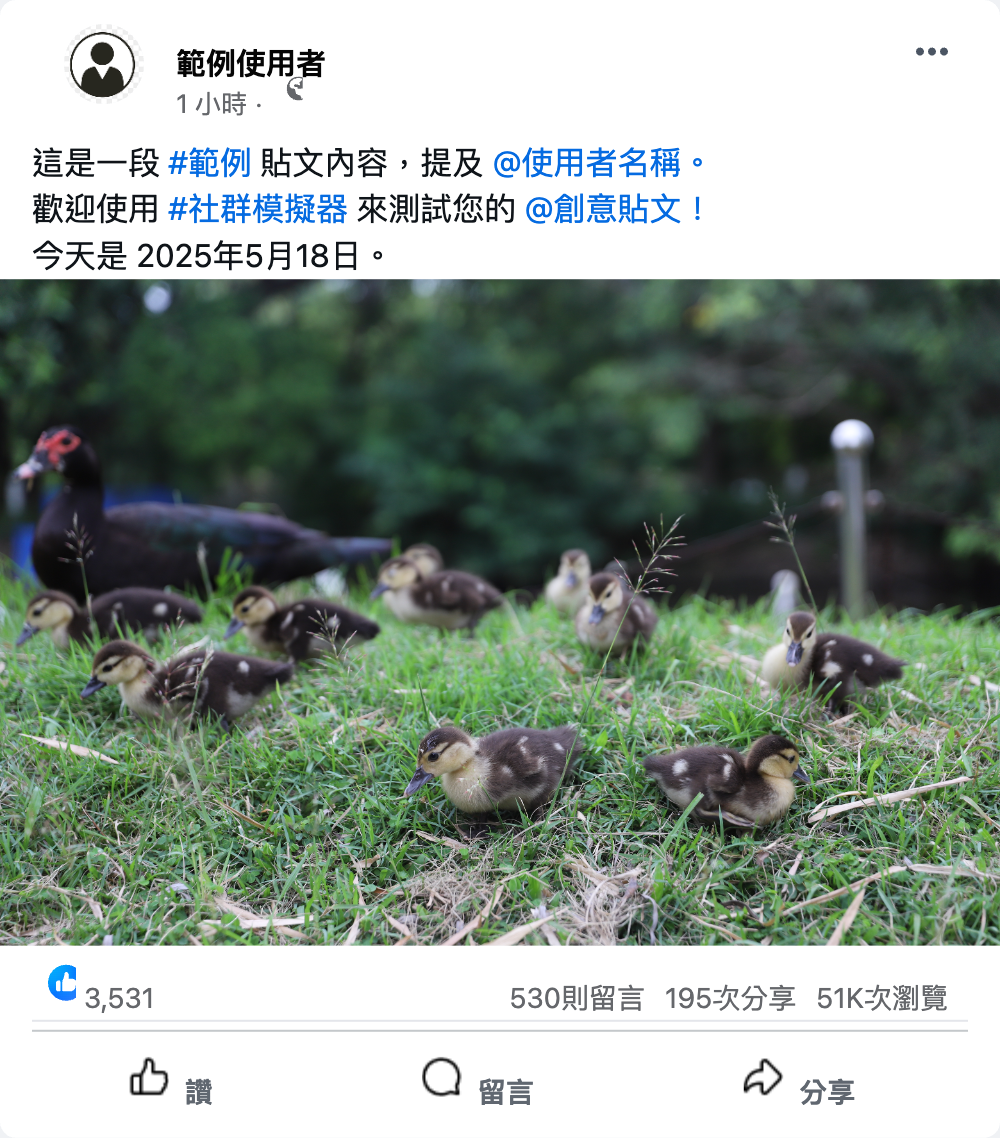 範例使用者
1 小時 ·
這是一段 #範例 貼文內容，提及 @使用者名稱。
歡迎使用 #社群模擬器 來測試您的 @創意貼文！
今天是 2025年5月18日。
3,531 530則留言 195次分享 51K次瀏覽
讚 留言 分享